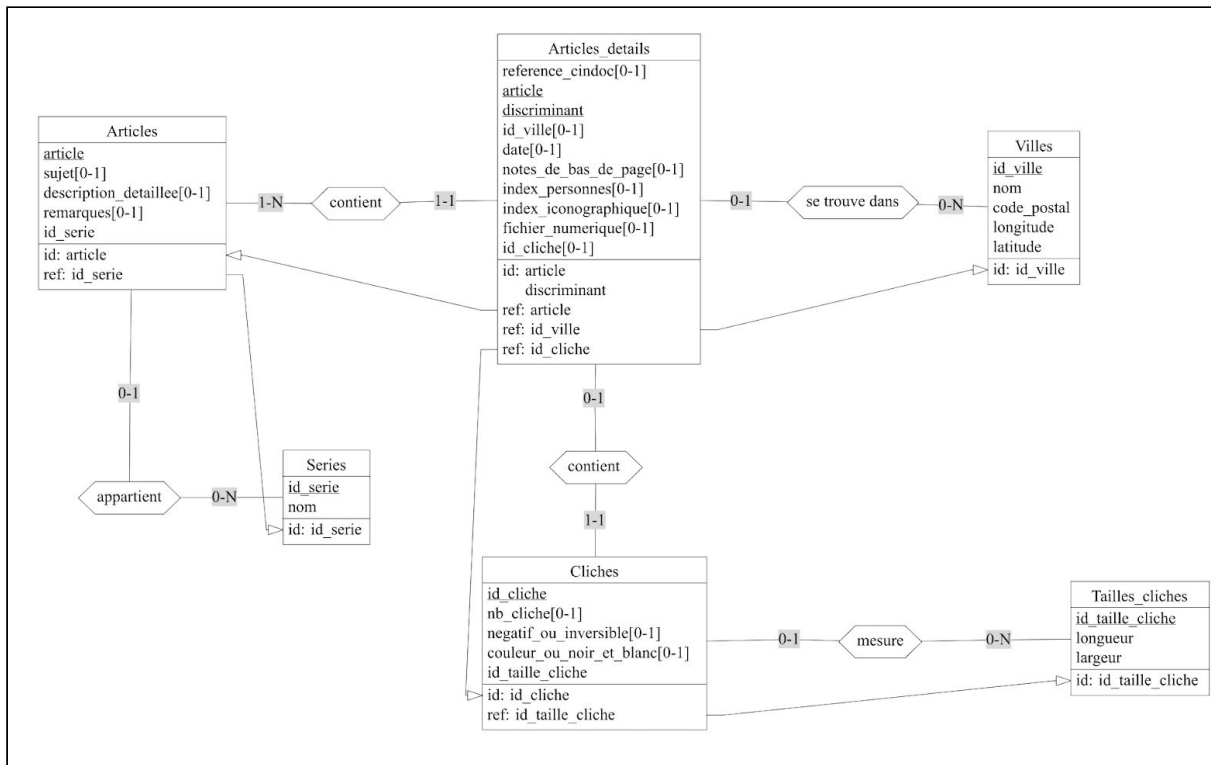 Articles_details
reference_cindoc[0-1]
article
discriminant
id_ville[0-1]
date[0-1]
notes_de_bas_de_page[0-1]
index_personnes[0-1]
index_iconographique[0-1]
fichier_numerique[0-1]
id_cliche[0-1]
id: article
discriminant
ref: article
ref: id_ville
ref: id_cliche
Articles
article
sujet[0-1]
description_detaillee[0-1]
remarques[0-1]
id_serie
id: article
ref: id_serie
1-N
contient
1-1
0-1
se trouve dans
0-N
Villes
id_ville
nom
code_postal
longitude
latitude
id: id_ville
0-1
appartient
0-N
Series
id_serie
nom
id: id_serie
0-1
contient
1-1
Cliches
id_cliche
nb_cliche[0-1]
negatif_ou_inversible[0-1]
couleur_ou_noir_et_blanc[0-1]
id_taille_cliche
id: id_cliche
ref: id_taille_cliche
0-1
mesure
0-N
Tailles_cliches
id_taille_cliche
longueur
largeur
id: id_taille_cliche